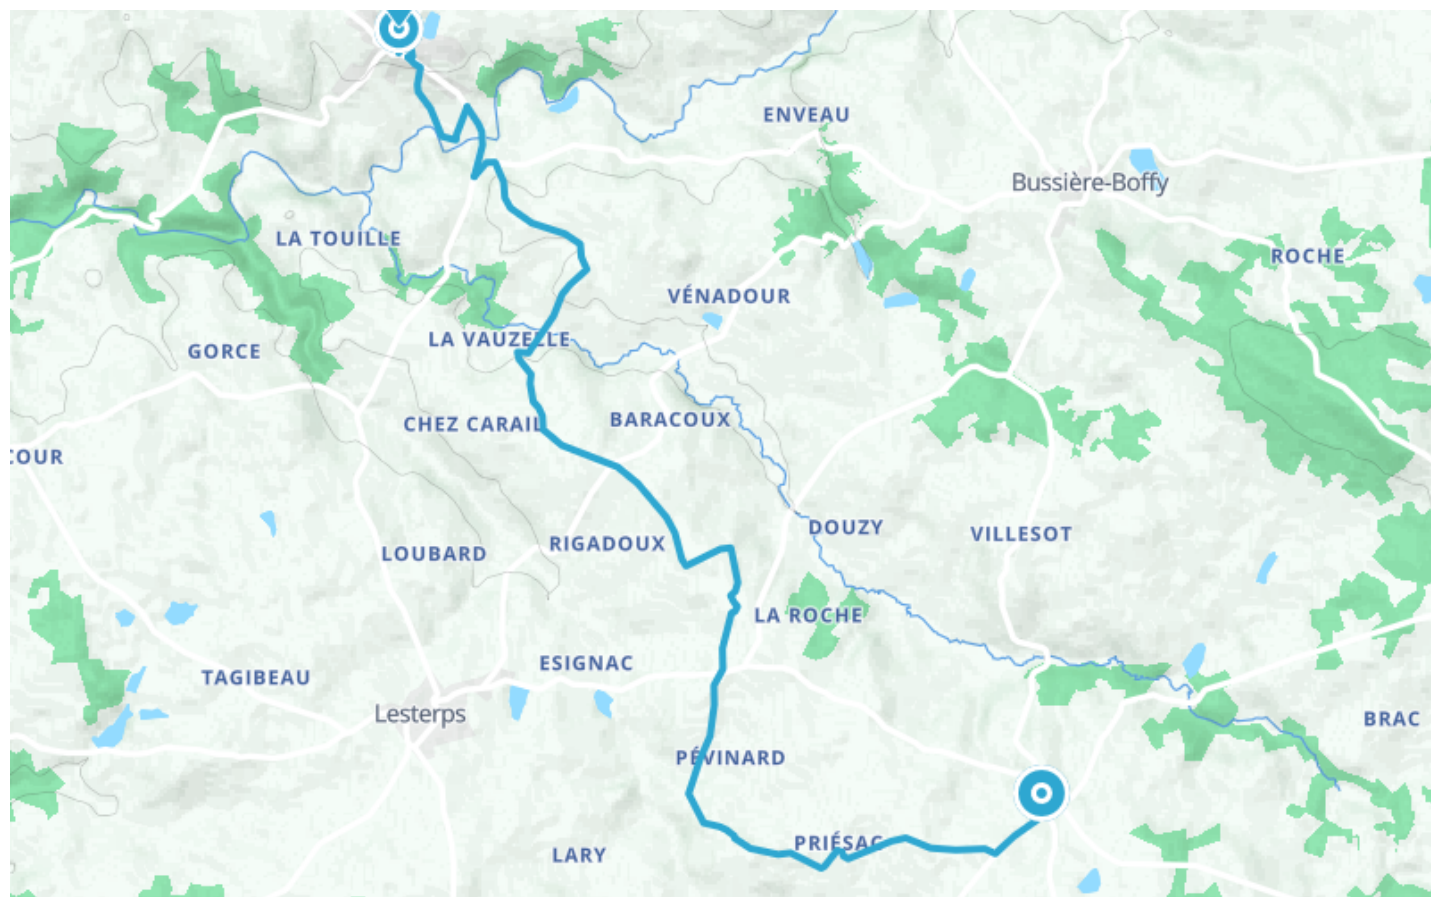 ENVEAU
Bussière-Boffy
LA TOUILLE
ROCHE
VÉNADOUR
LA VAUZELLE
GORCE
BARACOUX
CHEZ CARAIL
COUR
DOUZY
VILLESOT
RIGADOUX
LOUBARD
LA ROCHE
ESIGNAC
TAGIBEAU
Lesterps
BRAC
PÉVINARD
PRIÉSAC
LARY